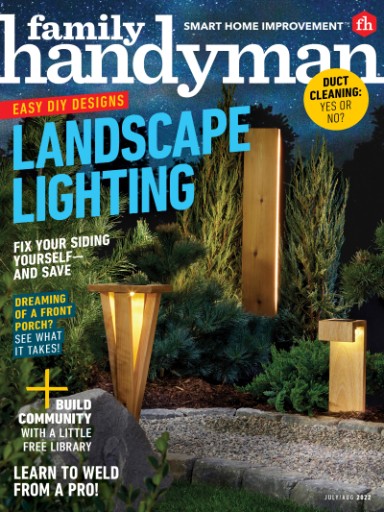 family
handyman
SMART HOME IMPROVEMENT™
fh
DUCT
CLEANING:
YES OR
NO?
EASY DIY DESIGNS
LANDSCAPE
LIGHTING
FIX YOUR SIDING
YOURSELF—
AND SAVE
DREAMING
OF A FRONT
PORCH?
SEE WHAT
IT TAKES!
+ BUILD
COMMUNITY
WITH A LITTLE
FREE LIBRARY
LEARN TO WELD
FROM A PRO!
JULY/AUG 2022